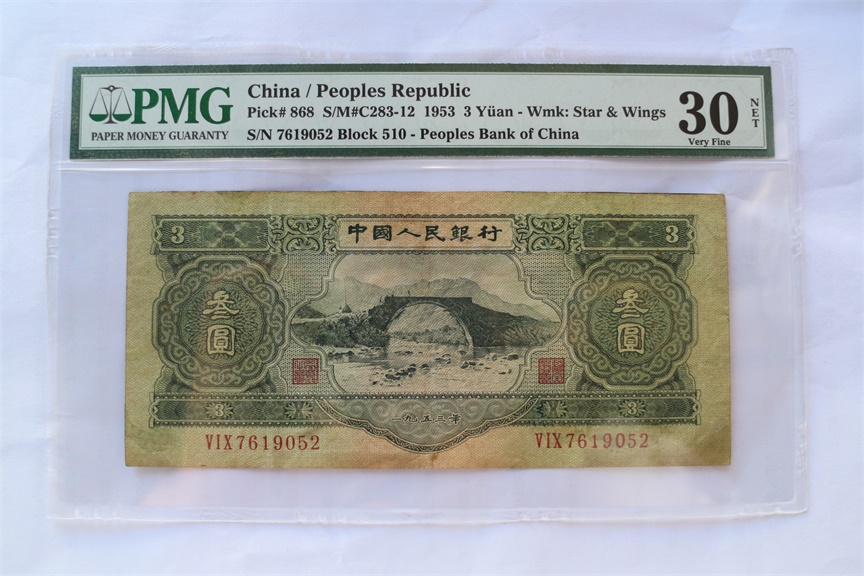 PMG
PAPER MONEY GUARANTY
China / Peoples Republic
Pick# 868 S/M#C283-12 1953 3 Yüan - Wmk: Star & Wings
S/N 7619052 Block 510 - Peoples Bank of China
30
Very Fine
NET
中國人民銀行
3
3
叁圓
叁圓
3
3
一九五三年
VIX7619052
VIX7619052